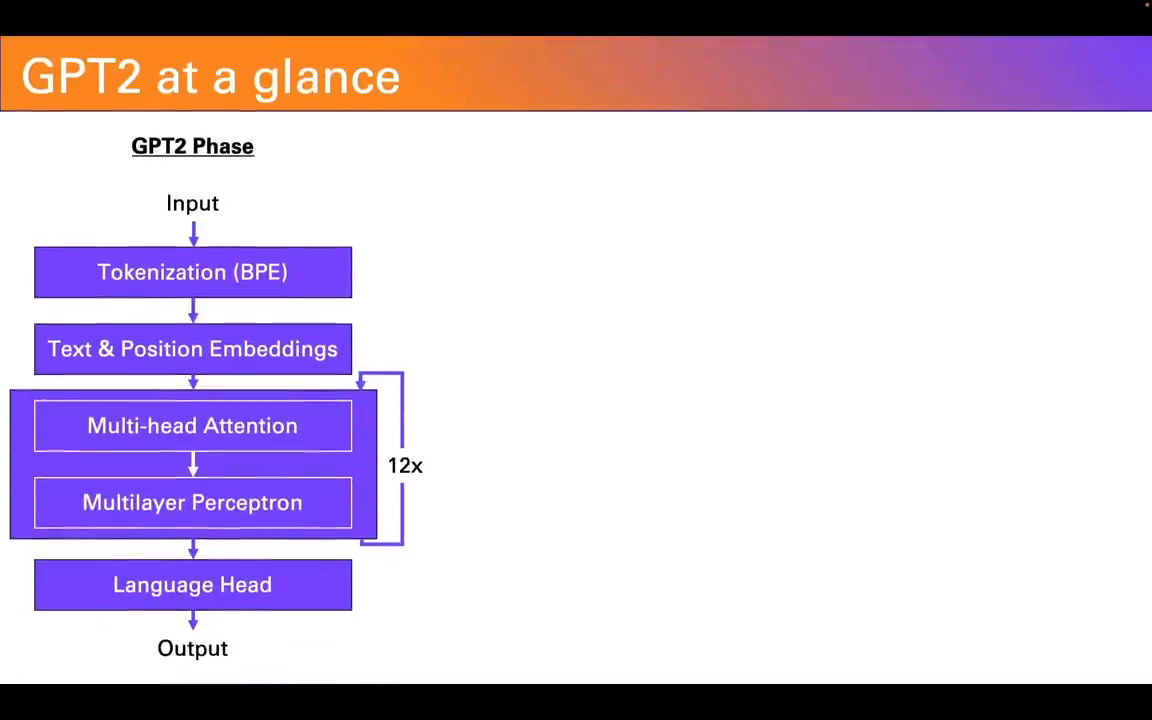 GPT2 at a glance
GPT2 Phase
Input
Tokenization (BPE)
Text & Position Embeddings
Multi-head Attention
12x
Multilayer Perceptron
Language Head
Output